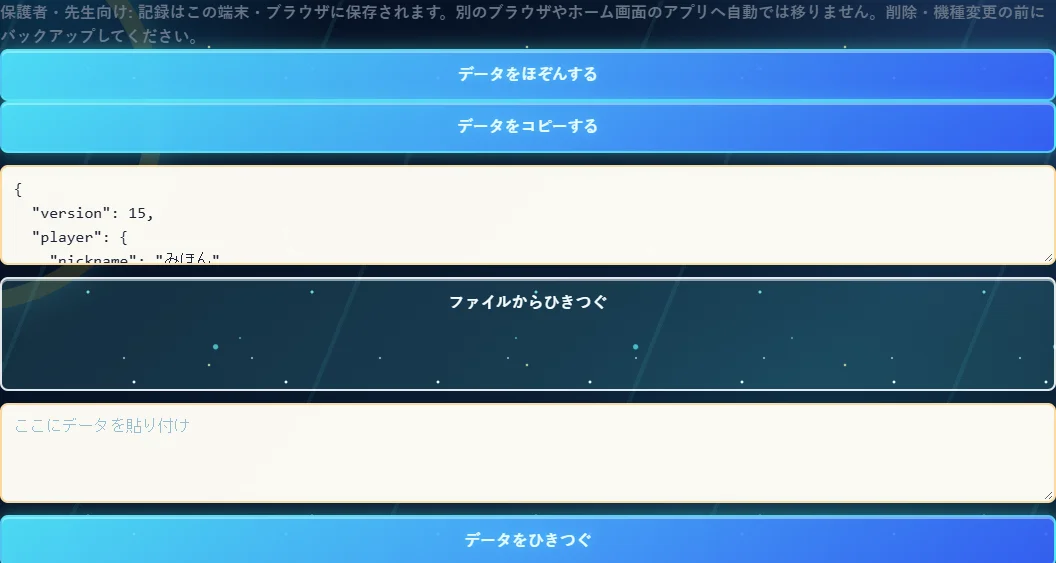 保護者・先生向け: 記録はこの端末・ブラウザに保存されます。別のブラウザやホーム画面のアプリへ自動では移りません。削除・機種変更の前に
バックアップしてください。
データをほぞんする
データをコピーする
{
"version": 15,
"player": {
"nickname": "みほん"
ファイルからひきつぐ
ここにデータを貼り付け
データをひきつぐ